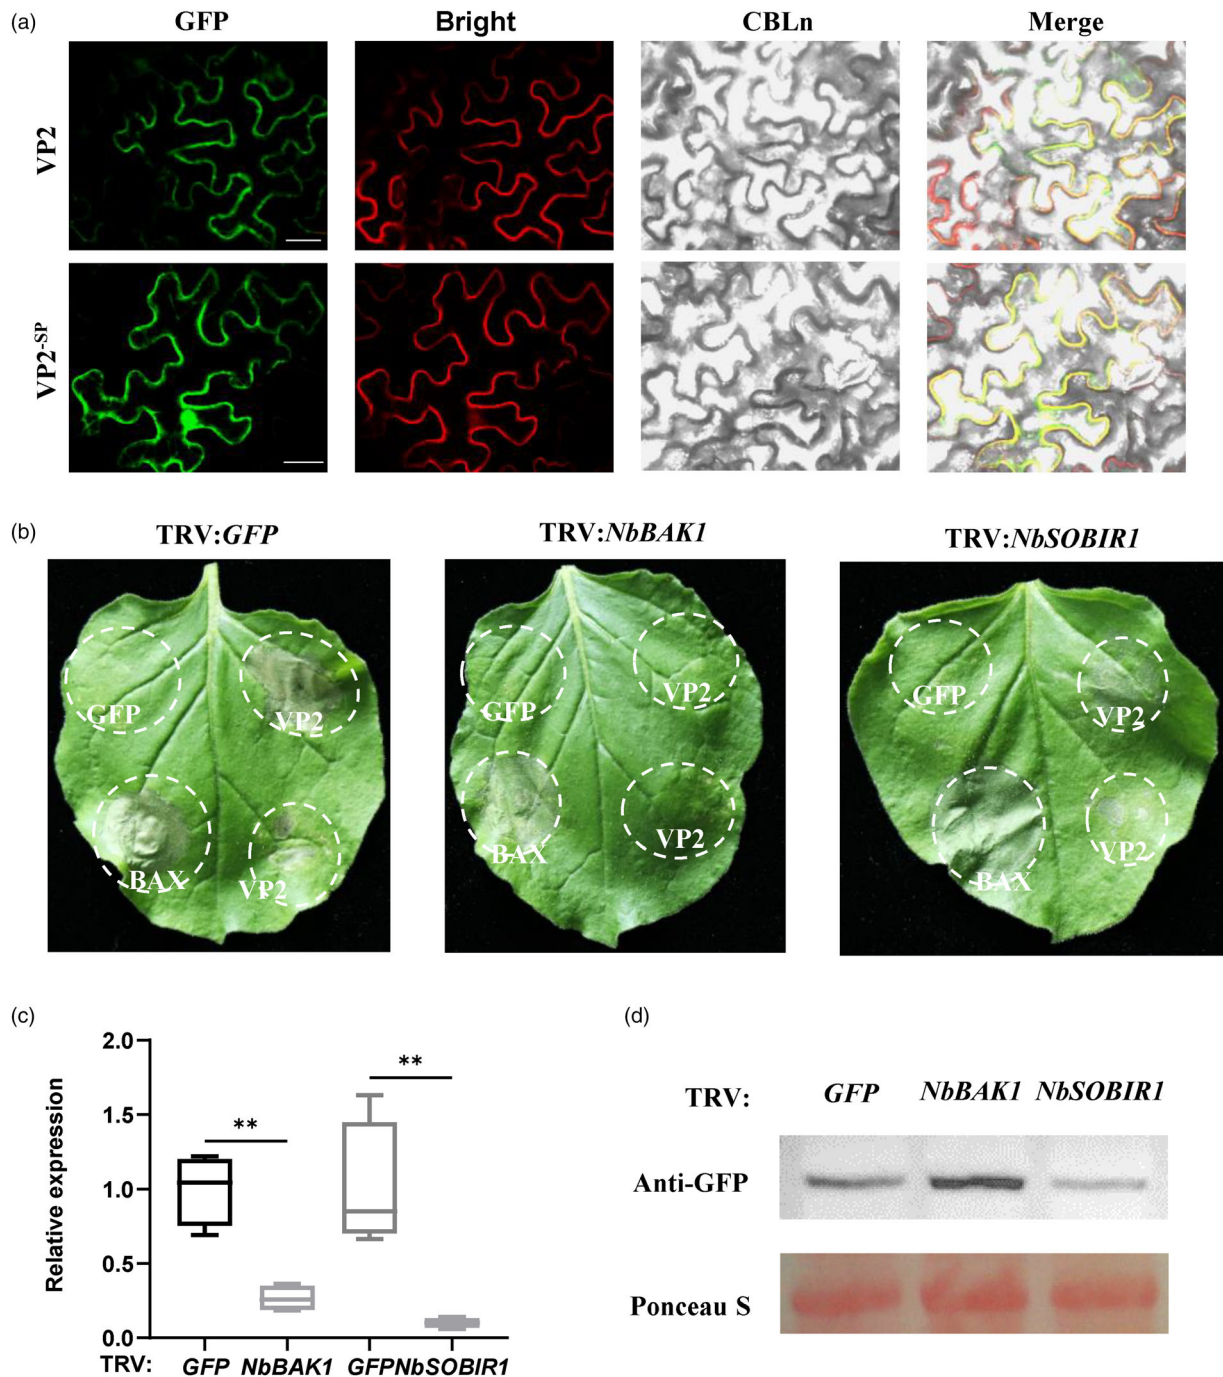 (a)
GFP Bright CBLn Merge
VP2
VP2-SP
(b)
TRV:GFP TRV:NbBAK1 TRV:NbSOBIR1
GFP VP2 GFP VP2 GFP VP2
BAX VP2 BAX VP2 BAX VP2
(c)
Relative expression
2.0
1.5
1.0
0.5
0.0
** **
TRV: GFP NbBAK1 GFPNbSOBIR1
(d)
TRV: GFP NbBAK1 NbSOBIR1
Anti-GFP
Ponceau S